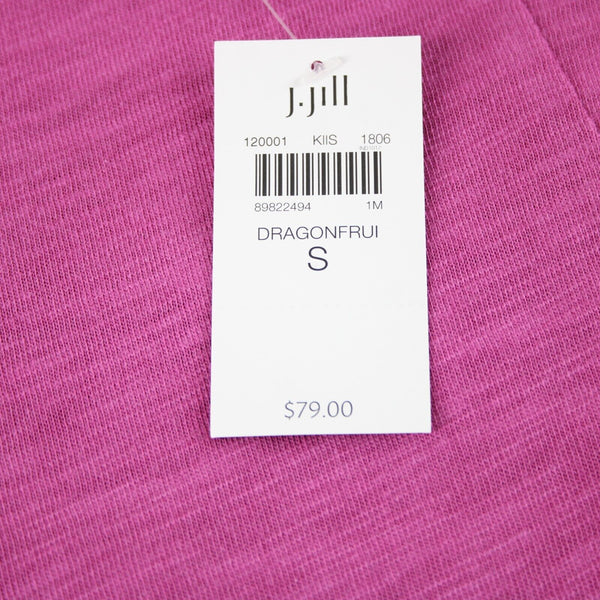 J.Jill
120001 KIIS 1806
89822494 1M
DRAGONFRUI
S
$79.00